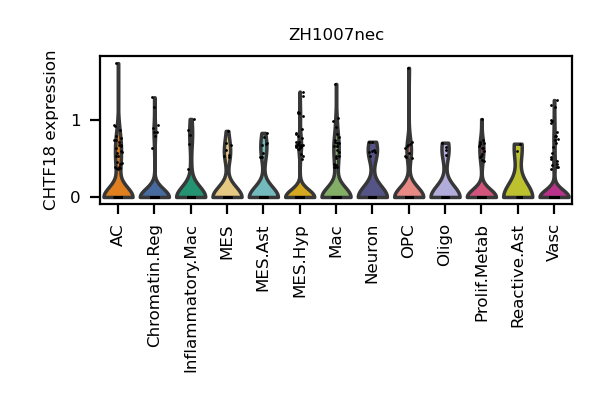 ZH1007nec
CHTF18 expression
1
0
AC
Chromatin.Reg
Inflammatory.Mac
MES
MES.Ast
MES.Hyp
Mac
Neuron
OPC
Oligo
Prolif.Metab
Reactive.Ast
Vasc